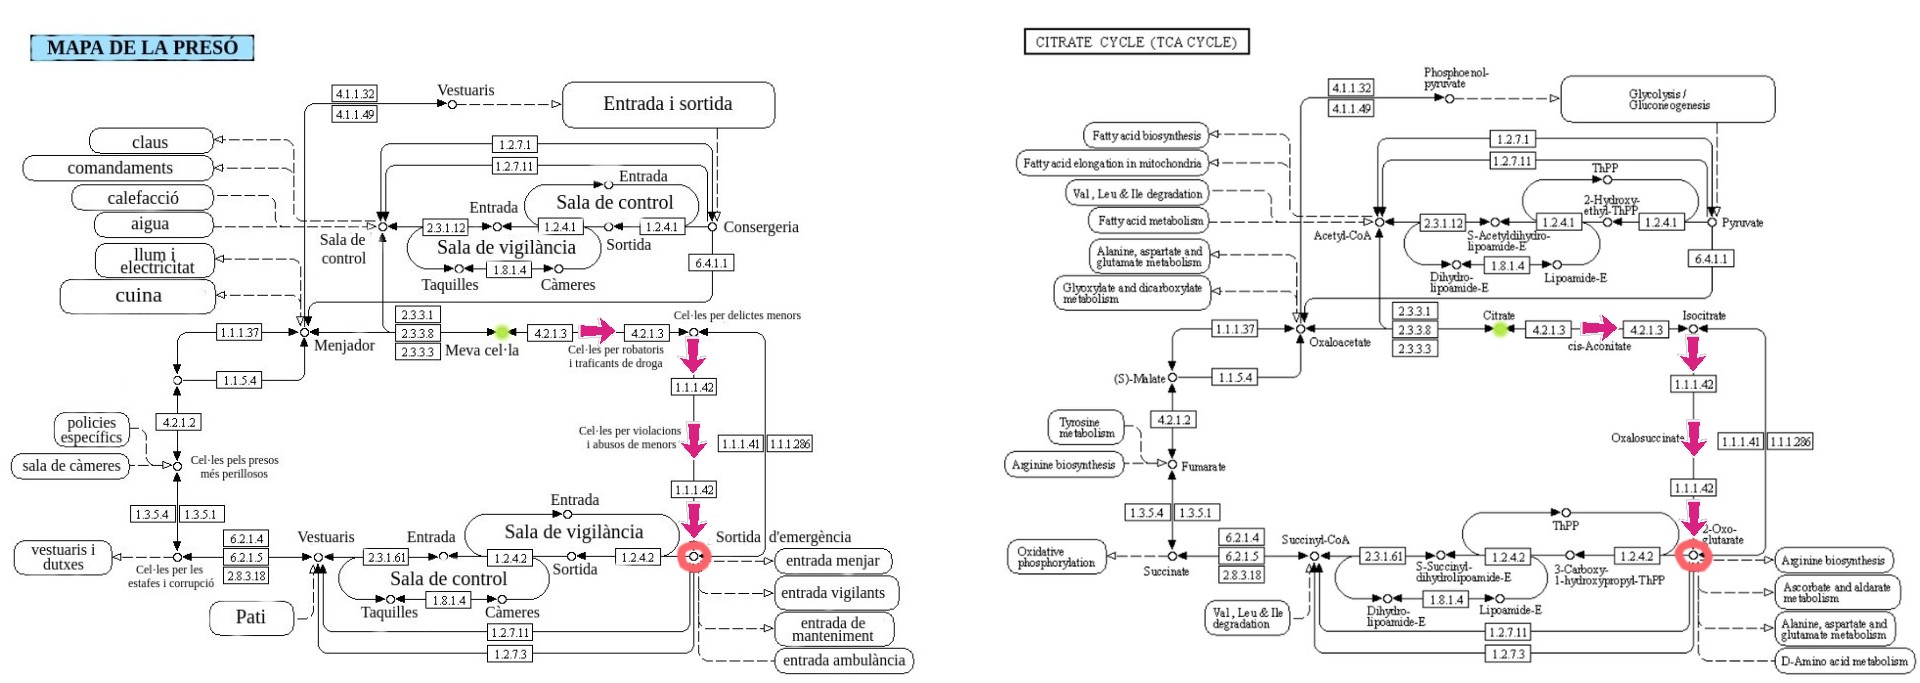 MAPA DE LA PRESÓ
4.1.1.32
4.1.1.49
Vestuaris
Entrada i sortida
claus
comandaments
calefacció
aigua
llum i
electricitat
cuina
1.2.7.1
1.2.7.11
Entrada
Sala de control
Entrada
2.3.1.12
1.2.4.1
1.2.4.1
Sala de
control
Sala de vigilància
Sortida
Consergeria
1.8.1.4
Taquilles
Càmeres
6.4.1.1
1.1.1.37
Menjador
2.3.3.1
2.3.3.8
2.3.3.3
Meva cel·la
4.2.1.3
4.2.1.3
Cel·les per delictes menors
Cel·les per robatoris
i traficants de droga
1.1.5.4
1.1.1.42
4.2.1.2
policies
específics
sala de càmeres
Cel·les pels presos
més perillosos
Cel·les per violacions
i abusos de menors
1.1.1.41
1.1.1.286
1.1.1.42
1.3.5.4
1.3.5.1
Entrada
Sala de vigilància
Sortida d'emergència
vestuaris i
dutxes
6.2.1.4
6.2.1.5
2.8.3.18
Vestuaris
Entrada
2.3.1.61
1.2.4.2
1.2.4.2
Sortida
Cel·les per les
estafes i corrupció
Sala de control
1.8.1.4
Taquilles
Càmeres
Pati
1.2.7.11
1.2.7.3
entrada menjar
entrada vigilants
entrada de
manteniment
entrada ambulància
CITRATE CYCLE (TCA CYCLE)
4.1.1.32
4.1.1.49
Phosphoenol-
pyruvate
Glycolysis /
Gluconeogenesis
Fatty acid biosynthesis
Fatty acid elongation in mitochondria
Val, Leu & Ile degradation
Fatty acid metabolism
Alanine, aspartate and
glutamate metabolism
Glyoxylate and dicarboxylate
metabolism
1.2.7.1
1.2.7.11
ThPP
2-Hydroxy-
ethyl-ThPP
2.3.1.12
1.2.4.1
1.2.4.1
Pyruvate
Acetyl-CoA
S-Acetyldihydro-
lipoamide-E
1.8.1.4
Dihydro-
lipoamide-E
Lipoamide-E
6.4.1.1
1.1.1.37
Oxaloacetate
2.3.3.1
2.3.3.8
2.3.3.3
Citrate
4.2.1.3
4.2.1.3
cis-Aconitate
Isocitrate
(S)-Malate
1.1.5.4
1.1.1.42
4.2.1.2
Tyrosine
metabolism
Arginine biosynthesis
Fumarate
Oxalosuccinate
1.1.1.41
1.1.1.286
1.1.1.42
1.3.5.4
1.3.5.1
ThPP
2-Oxo-
glutarate
Oxidative
phosphorylation
Succinate
6.2.1.4
6.2.1.5
2.8.3.18
Succinyl-CoA
2.3.1.61
1.2.4.2
1.2.4.2
S-Succinyl-
dihydrolipoamide-E
3-Carboxy-
1-hydroxypropyl-ThPP
1.8.1.4
Dihydro-
lipoamide-E
Lipoamide-E
Val, Leu & Ile
degradation
1.2.7.11
1.2.7.3
Arginine biosynthesis
Ascorbate and aldarate
metabolism
Alanine, aspartate and
glutamate metabolism
D-Amino acid metabolism